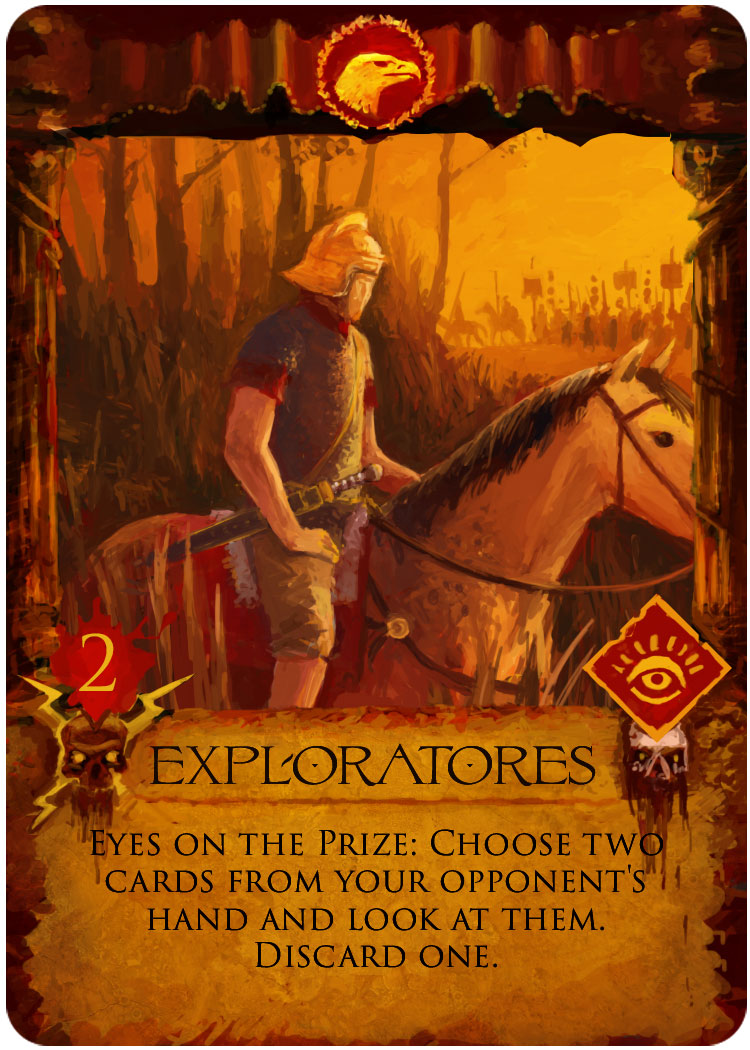 2
EXPLORATORES
EYES ON THE PRIZE: CHOOSE TWO
CARDS FROM YOUR OPPONENT'S
HAND AND LOOK AT THEM.
DISCARD ONE.